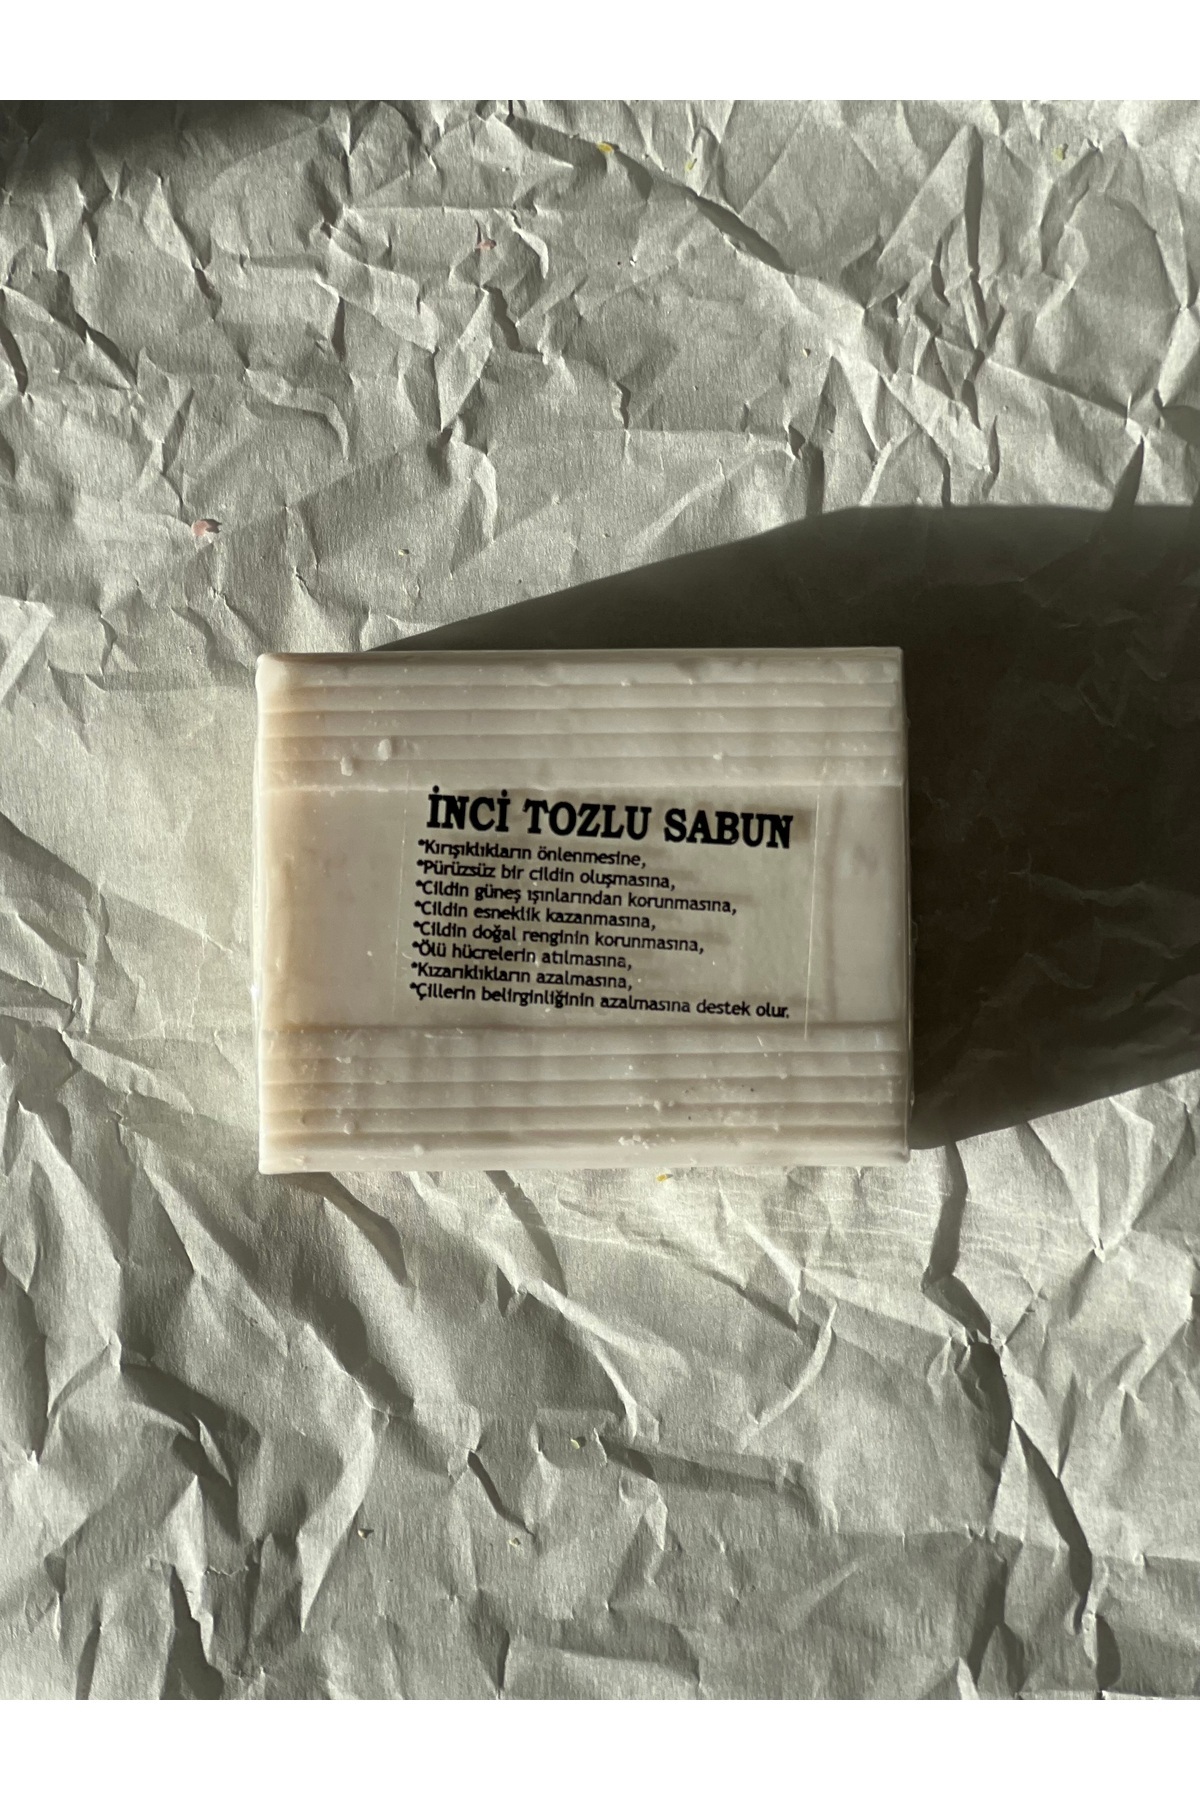 İNCİ TOZLU SABUN
*Kırışıklıkların önlenmesine,
*Pürüzsüz bir cildin oluşmasına,
*Cildin güneş ışınlarından korunmasına,
*Cildin esneklik kazanmasına,
*Cildin doğal renginin korunmasına,
*Ölü hücrelerin atılmasına,
*Kızarıklıkların azalmasına,
*Çillerin belirginliğinin azalmasına destek olur.